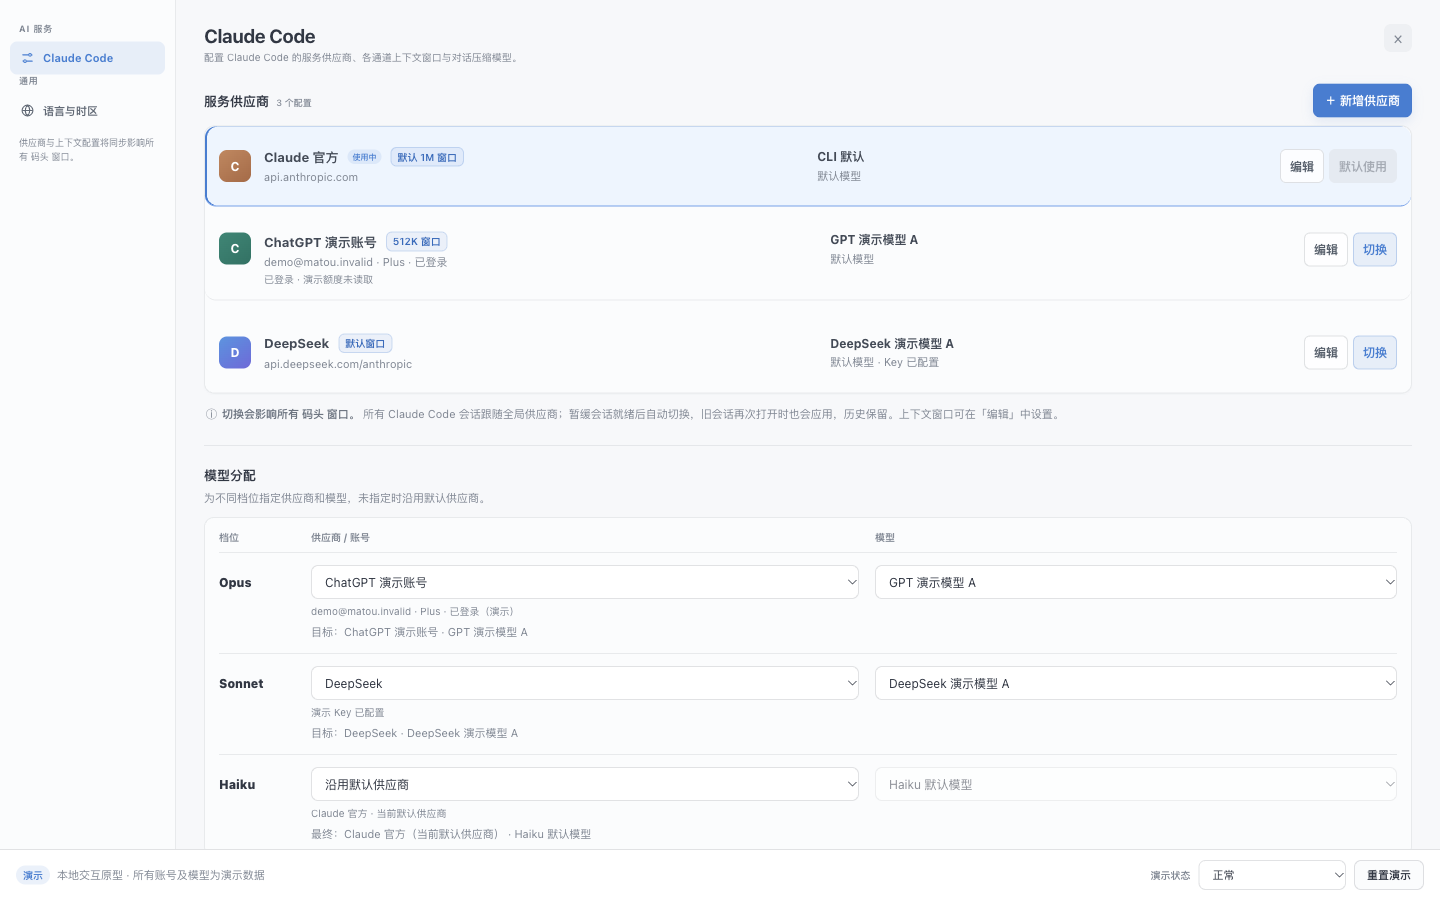 AI 服务
Claude Code
通用
语言与时区
供应商与上下文配置将同步影响所
有 码头 窗口。
Claude Code
配置 Claude Code 的服务供应商、各通道上下文窗口与对话压缩模型。
×
服务供应商 3 个配置
+ 新增供应商
C
Claude 官方 使用中 默认 1M 窗口
api.anthropic.com
CLI 默认
默认模型
编辑 默认使用
C
ChatGPT 演示账号 512K 窗口
demo@matou.invalid · Plus · 已登录
已登录 · 演示额度未读取
GPT 演示模型 A
默认模型
编辑 切换
D
DeepSeek 默认窗口
api.deepseek.com/anthropic
DeepSeek 演示模型 A
默认模型 · Key 已配置
编辑 切换
切换会影响所有 码头 窗口。 所有 Claude Code 会话跟随全局供应商；暂缓会话就绪后自动切换，旧会话再次打开时也会应用，历史保留。上下文窗口可在「编辑」中设置。
模型分配
为不同档位指定供应商和模型，未指定时沿用默认供应商。
档位 供应商 / 账号 模型
Opus ChatGPT 演示账号 GPT 演示模型 A
demo@matou.invalid · Plus · 已登录（演示）
目标：ChatGPT 演示账号 · GPT 演示模型 A
Sonnet DeepSeek DeepSeek 演示模型 A
演示 Key 已配置
目标：DeepSeek · DeepSeek 演示模型 A
Haiku 沿用默认供应商 Haiku 默认模型
Claude 官方 · 当前默认供应商
最终：Claude 官方（当前默认供应商） · Haiku 默认模型
演示 本地交互原型 · 所有账号及模型为演示数据
演示状态 正常 重置演示